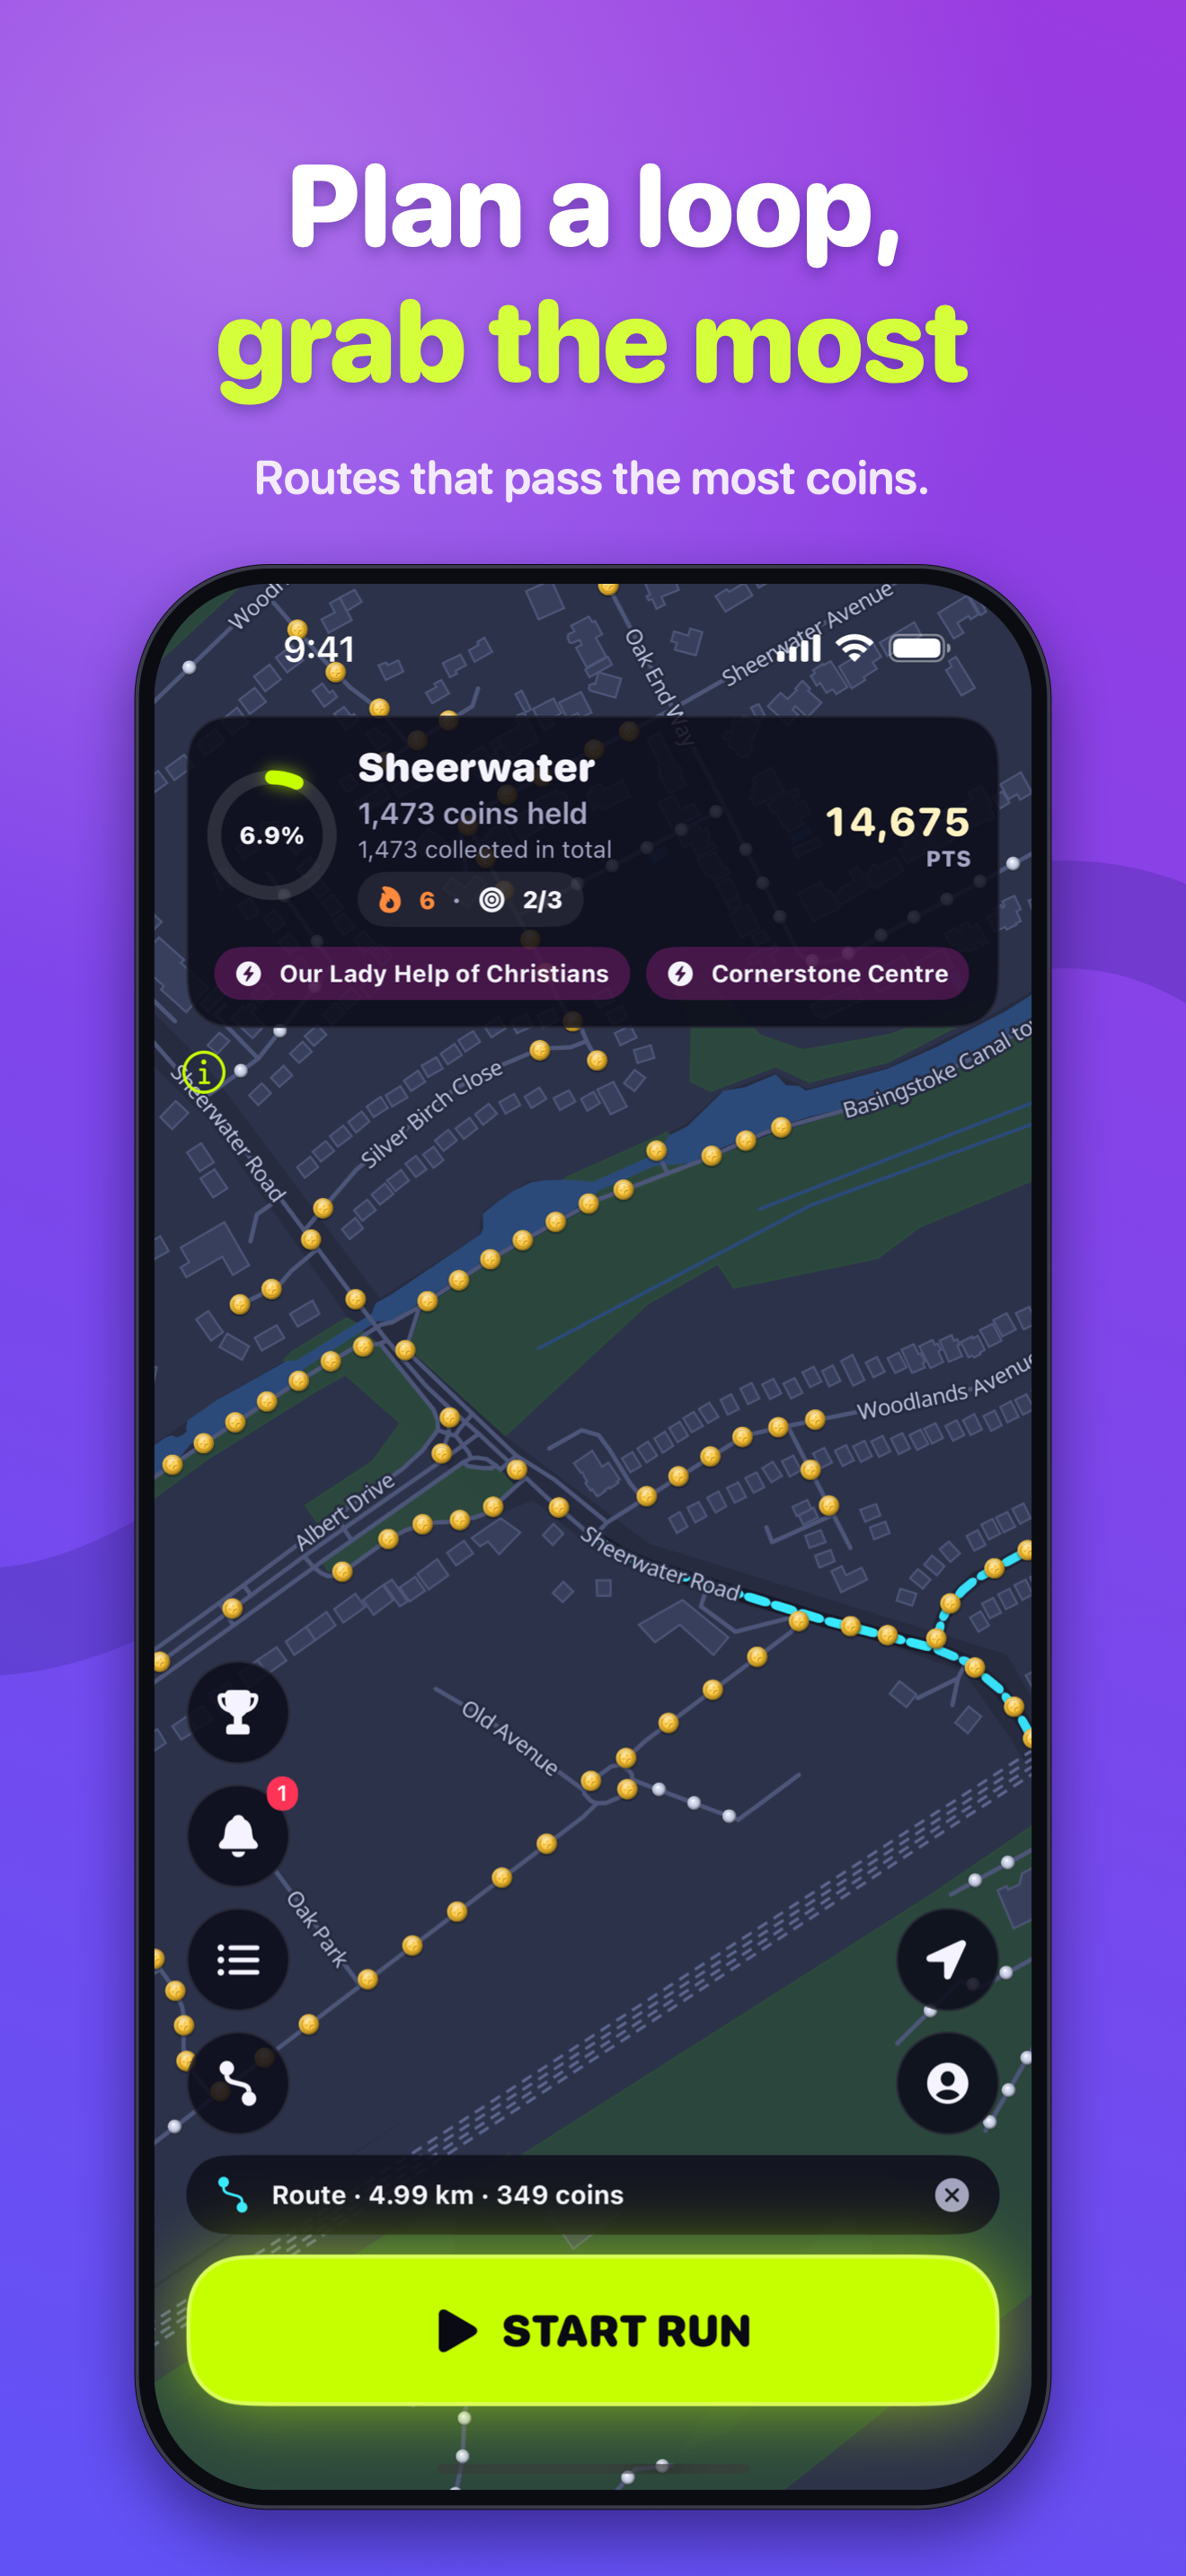 Plan a loop,
grab the most
Routes that pass the most coins.
9:41
Oak End Way
Sheerwater Avenue
Sheerwater
6.9%
1,473 coins held
1,473 collected in total
14,675
PTS
6 · 2/3
Our Lady Help of Christians
Cornerstone Centre
Sheerwater Road
Silver Birch Close
Basingstoke Canal to
Woodlands Avenue
Albert Drive
Sheerwater Road
Old Avenue
1
Oak Park
Route · 4.99 km · 349 coins
START RUN